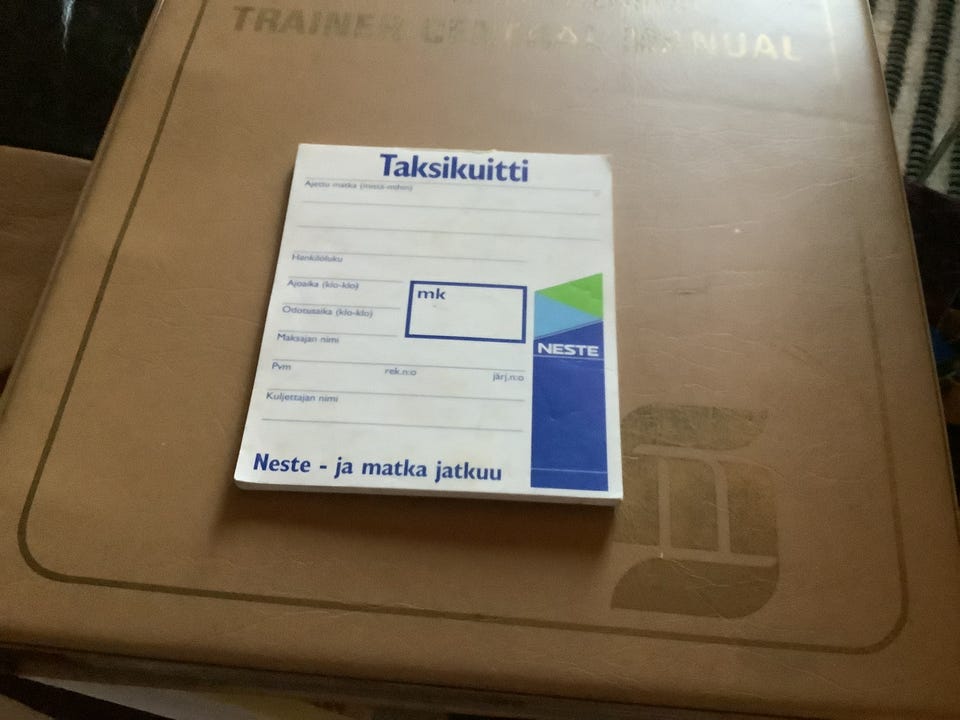 TRAINER CENTRAL MANUAL
Taksikuitti
Ajettu matka (mistä-mihin)
Henkilöluku
Ajoaika (klo-klo)
mk
Odotusaika (klo-klo)
Maksajan nimi
NESTE
Pvm rek.n:o järj.n:o
Kuljettajan nimi
Neste - ja matka jatkuu